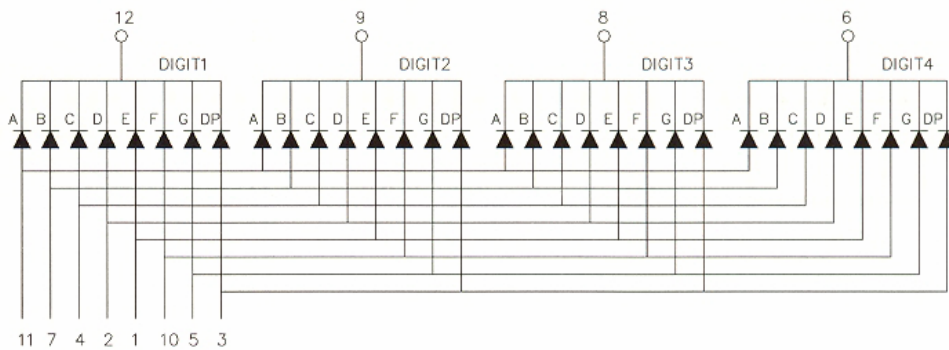 12 9 8 6
DIGIT1 DIGIT2 DIGIT3 DIGIT4
A B C D E F G DP A B C D E F G DP A B C D E F G DP A B C D E F G DP
11 7 4 2 1 10 5 3